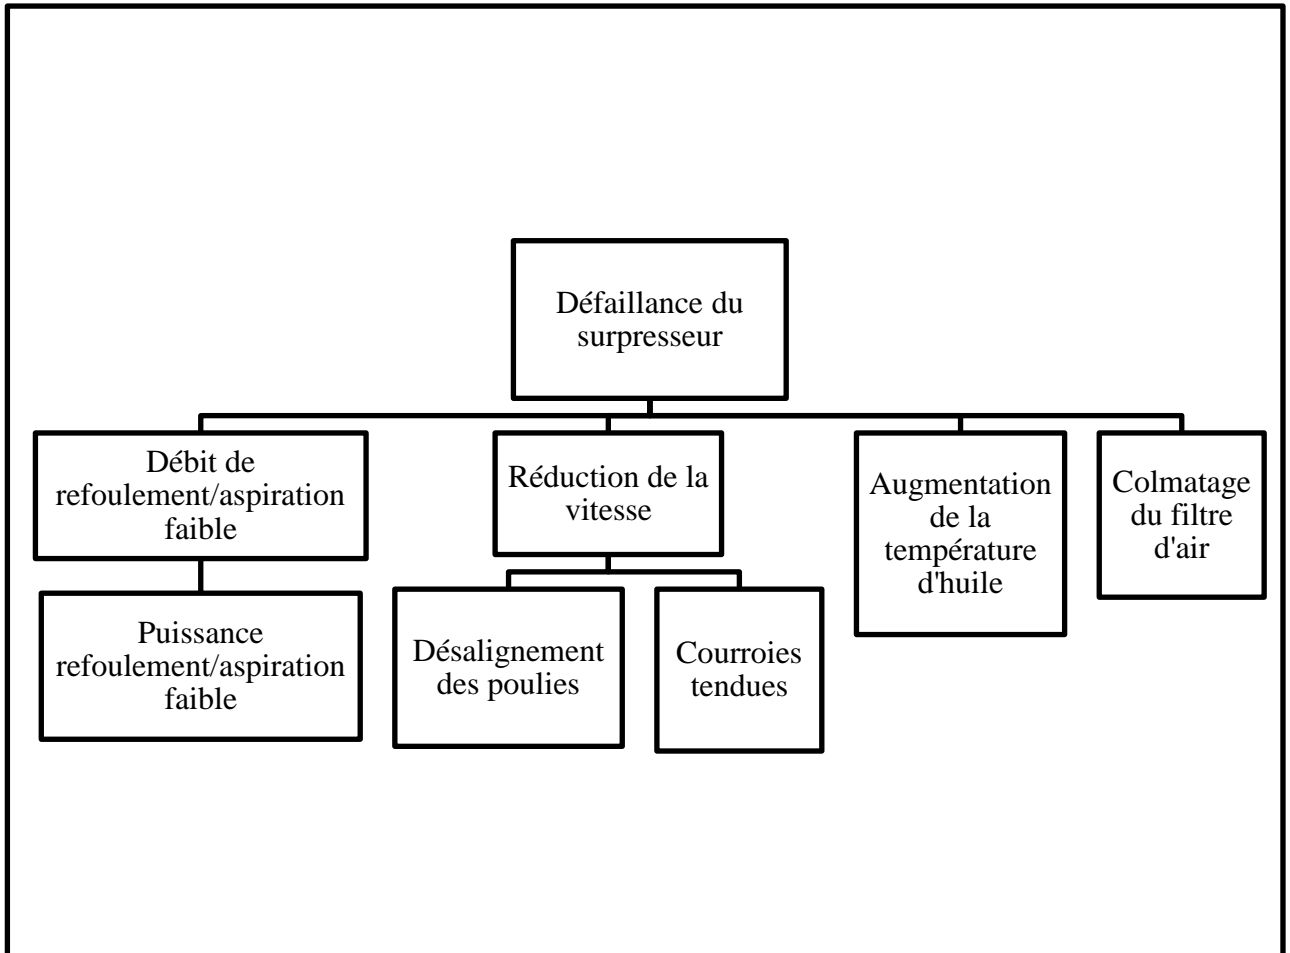 Défaillance du
surpresseur
Débit de
refoulement/aspiration
faible
Réduction de la
vitesse
Augmentation
de la
température
d'huile
Colmatage
du filtre
d'air
Puissance
refoulement/aspiration
faible
Désalignement
des poulies
Courroies
tendues